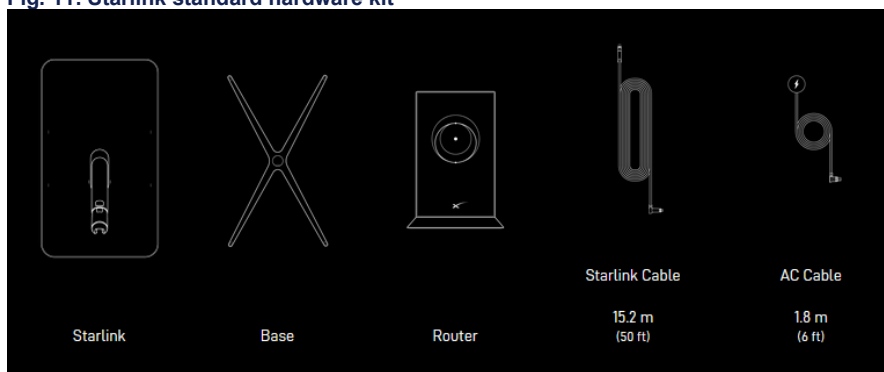 Fig. 11: Starlink standard hardware kit
Starlink
Base
Router
Starlink Cable
15.2 m
(50 ft)
AC Cable
1.8 m
(6 ft)